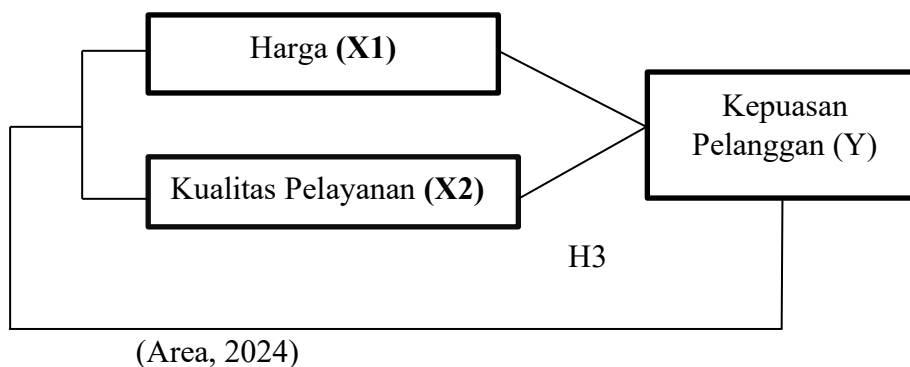 Harga (X1)
Kepuasan
Pelanggan (Y)
Kualitas Pelayanan (X2)
H3
(Area, 2024)